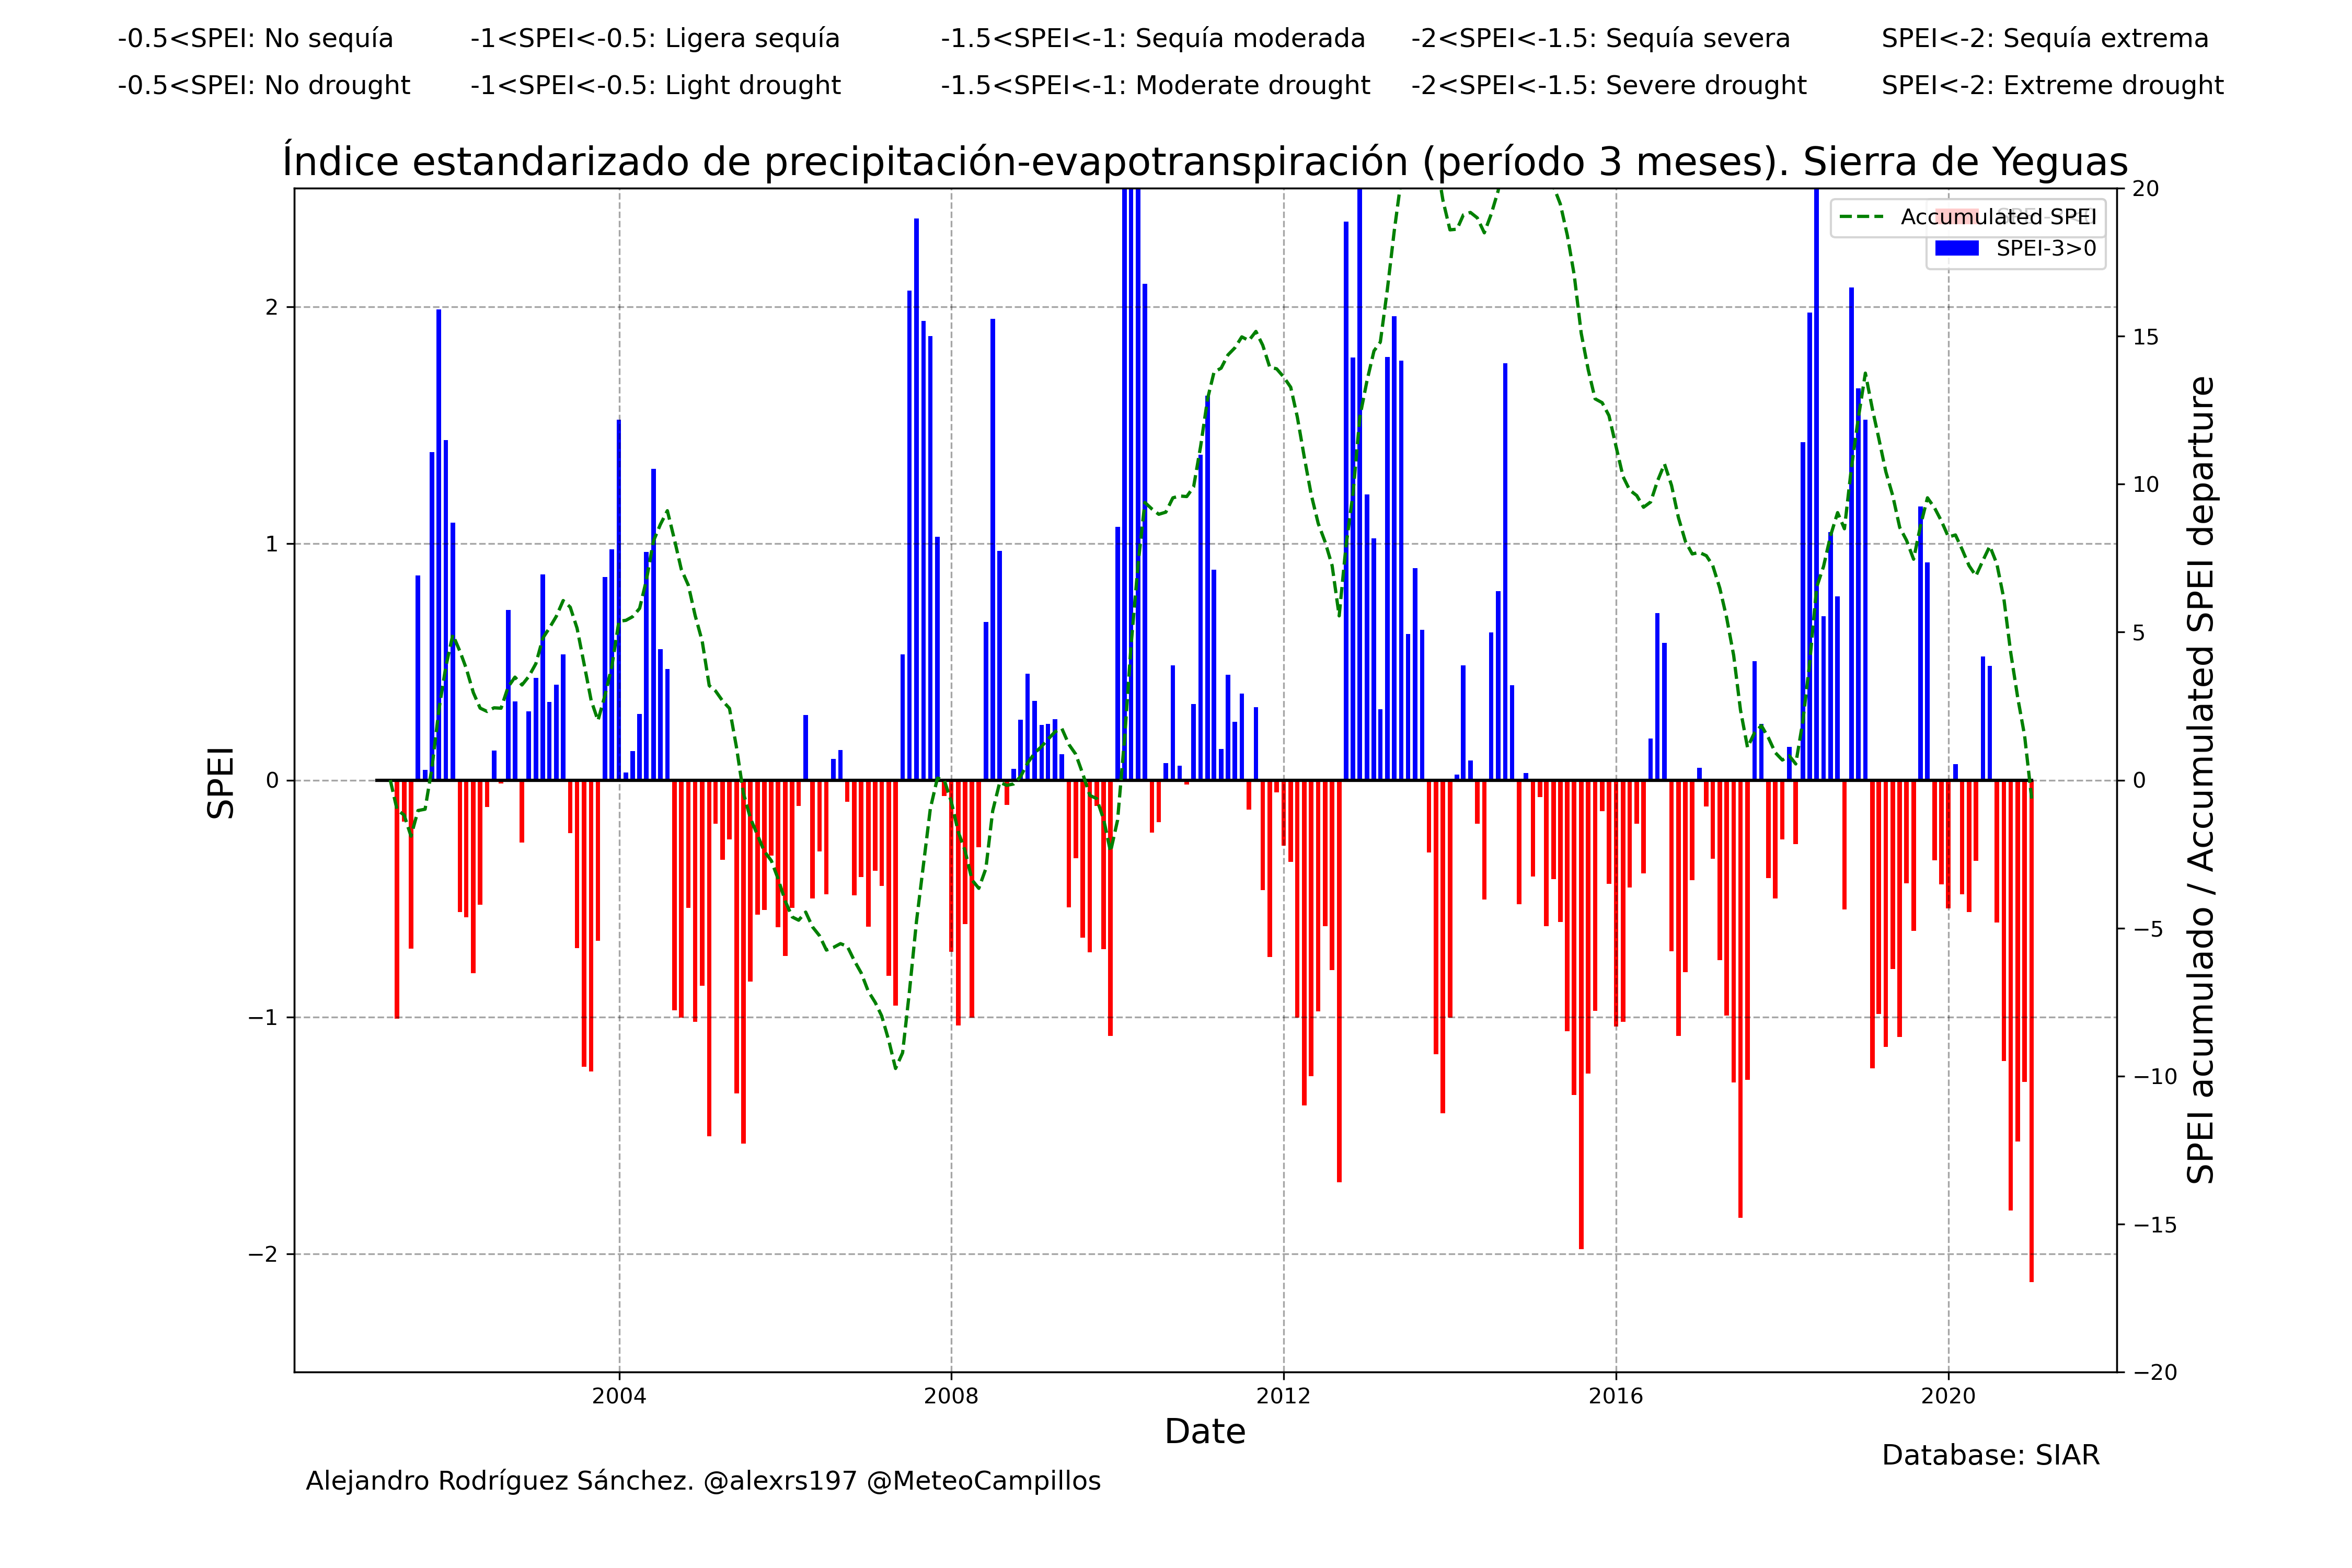 -0.5<SPEI: No sequía -1<SPEI<-0.5: Ligera sequía -1.5<SPEI<-1: Sequía moderada -2<SPEI<-1.5: Sequía severa SPEI<-2: Sequía extrema
-0.5<SPEI: No drought -1<SPEI<-0.5: Light drought -1.5<SPEI<-1: Moderate drought -2<SPEI<-1.5: Severe drought SPEI<-2: Extreme drought
Índice estandarizado de precipitación-evapotranspiración (período 3 meses). Sierra de Yeguas
Accumulated SPEI
SPEI-3>0
SPEI
2
1
0
−1
−2
20
15
10
5
0
−5
−10
−15
−20
SPEI acumulado / Accumulated SPEI departure
2004 2008 2012 2016 2020
Date
Database: SIAR
Alejandro Rodríguez Sánchez. @alexrs197 @MeteoCampillos